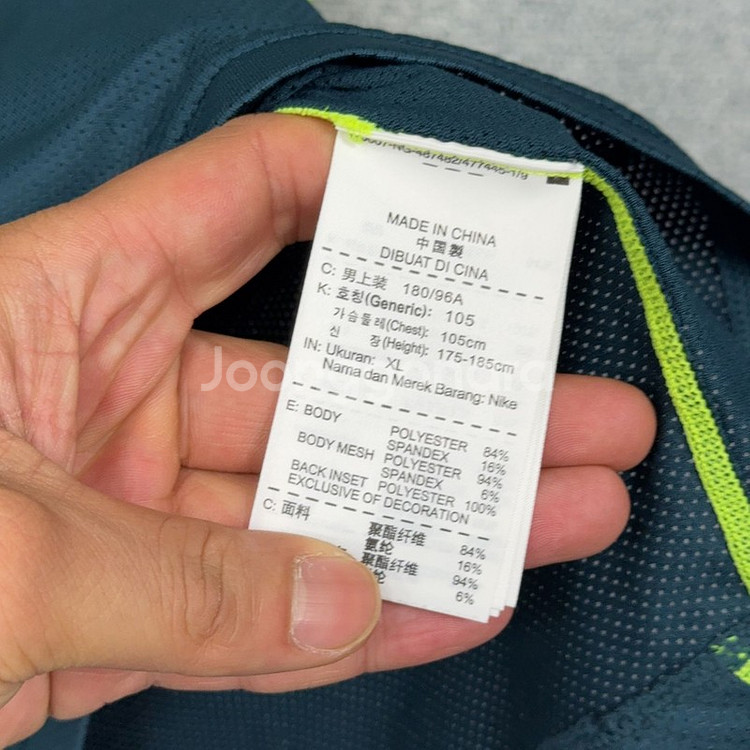 MADE IN CHINA
中国製
DIBUAT DI CINA
C: 男上装 180/96A
K: 호칭(Generic): 105
가슴둘레(Chest): 105cm
신 장(Height): 175-185cm
IN: Ukuran: XL
Nama dan Merek Barang: Nike
E: BODY POLYESTER 84%
SPANDEX 16%
BODY MESH POLYESTER 94%
SPANDEX 6%
BACK INSET POLYESTER 100%
EXCLUSIVE OF DECORATION
C: 面料 聚酯纤维 84%
氨纶 16%
聚酯纤维 94%
6%